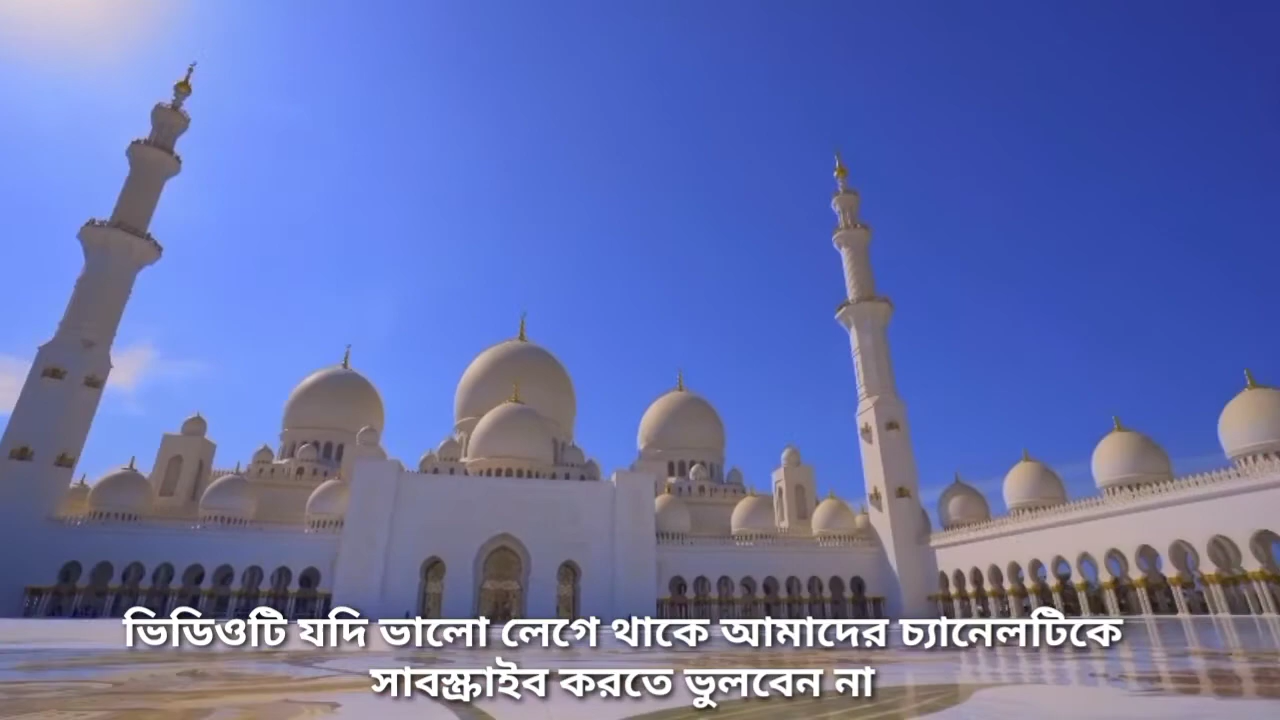 ভিডিওটি যদি ভালো লেগে থাকে আমাদের চ্যানেলটিকে
সাবস্ক্রাইব করতে ভুলবেন না